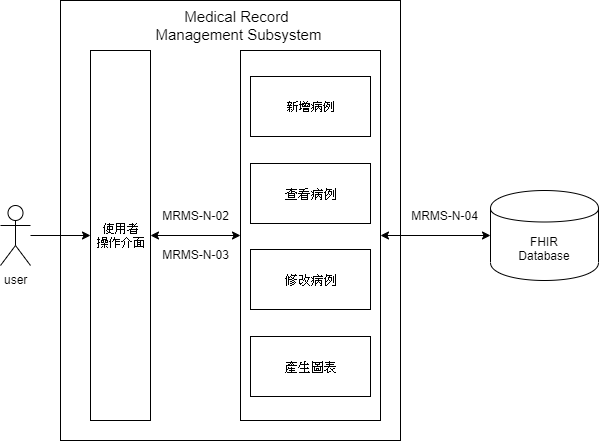 Medical Record
Management Subsystem
新增病例
查看病例
使用者
操作介面
MRMS-N-02
MRMS-N-03
MRMS-N-04
FHIR
Database
user
修改病例
產生圖表